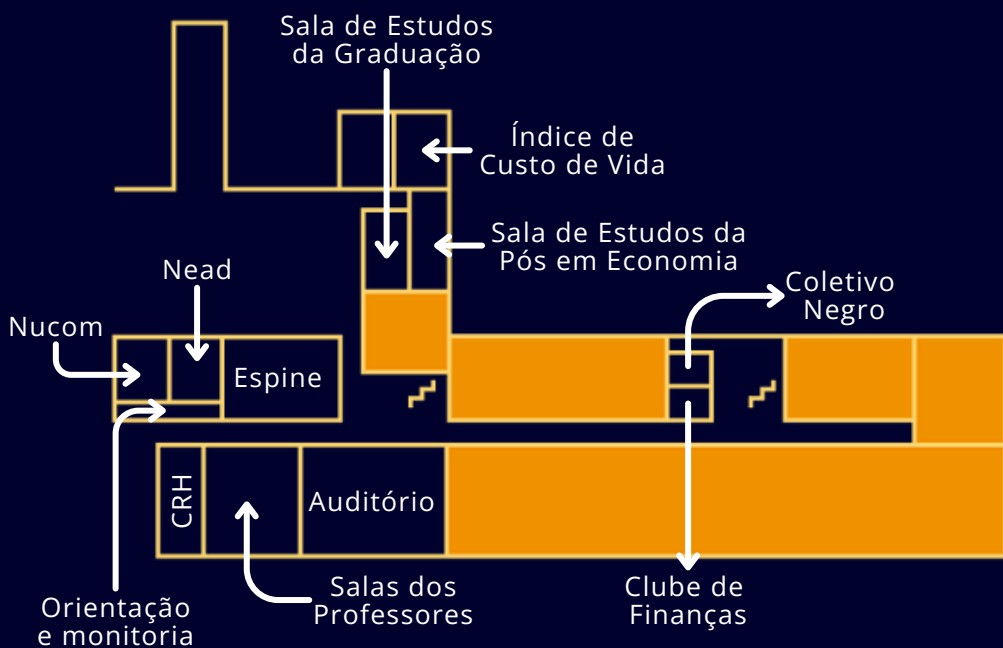 Sala de Estudos
da Graduação
Índice de
Custo de Vida
Sala de Estudos da
Pós em Economia
Nead
Coletivo
Negro
Nucom
Espine
CRH
Auditório
Orientação
e monitoria
Salas dos
Professores
Clube de
Finanças